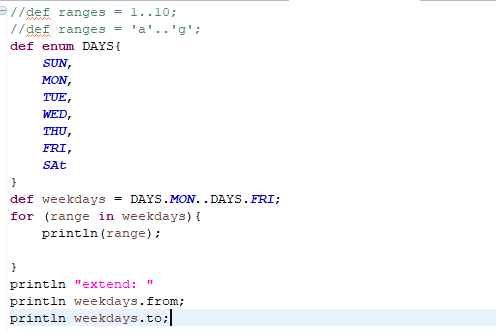 //def ranges = 1..10;
//def ranges = 'a'..'g';
def enum DAYS{
    SUN,
    MON,
    TUE,
    WED,
    THU,
    FRI,
    SAt
}
def weekdays = DAYS.MON..DAYS.FRI;
for (range in weekdays){
    println(range);
}
println "extend: "
println weekdays.from;
println weekdays.to;